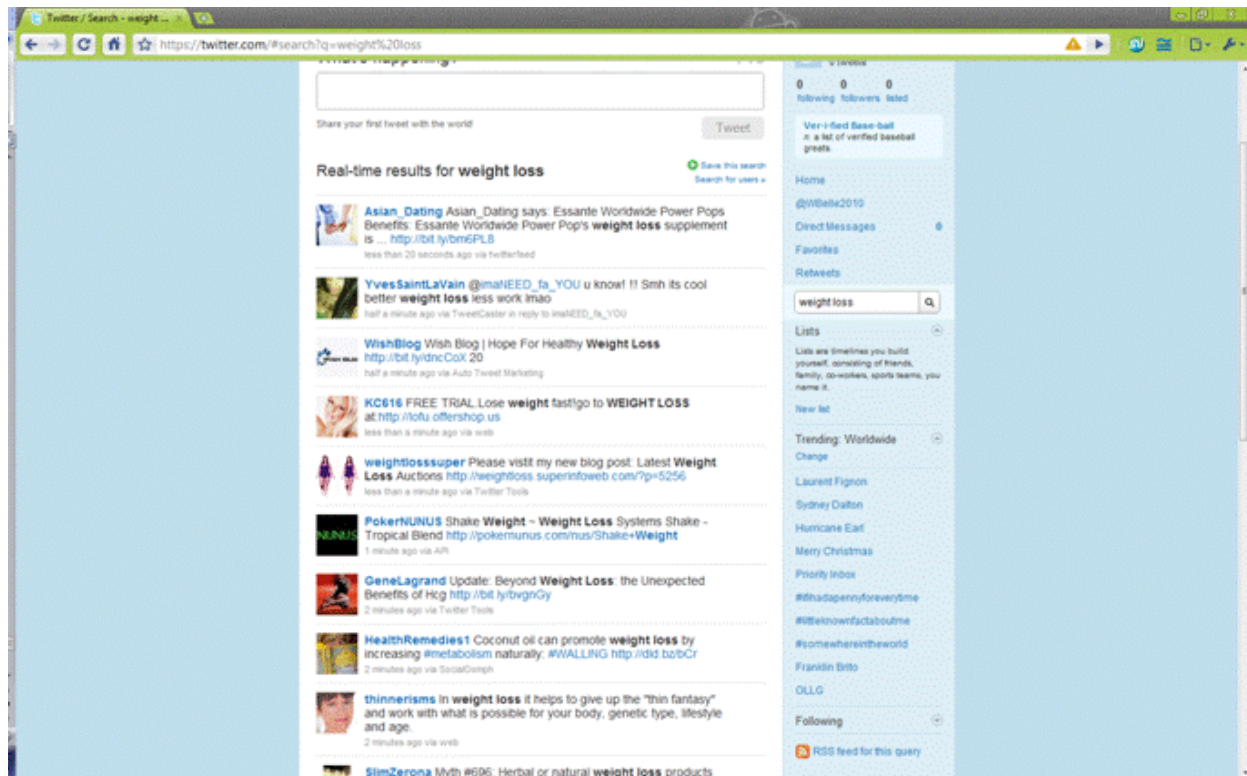 Twitter / Search - weight ...
https://twitter.com/#search?q=weight%20loss
What's happening?
Share your first tweet with the world
Tweet
Real-time results for weight loss
Save this search
Search for users »
Asian_Dating Asian_Dating says: Essante Worldwide Power Pops
Benefits: Essante Worldwide Power Pop's weight loss supplement
is ... http://bit.ly/bm6PL8
less than 20 seconds ago via twitterfeed
YvesSaintLaVain @imaNEED_fa_YOU u know! !! Smh its cool
better weight loss less work lmao
half a minute ago via TweetCaster in reply to imaNEED_fa_YOU
WishBlog Wish Blog | Hope For Healthy Weight Loss
http://bit.ly/dncCoX 20
half a minute ago via Auto Tweet Marketing
KC616 FREE TRIAL.Lose weight fast!go to WEIGHT LOSS
at:http://lofu.offershop.us
less than a minute ago via web
weightlosssuper Please vistit my new blog post: Latest Weight
Loss Auctions http://weightloss.superinfoweb.com/?p=5256
less than a minute ago via Twitter Tools
NUNUS
PokerNUNUS Shake Weight ~ Weight Loss Systems Shake -
Tropical Blend http://pokernunus.com/nus/Shake+Weight
1 minute ago via API
GeneLagrand Update: Beyond Weight Loss: the Unexpected
Benefits of Hcg http://bit.ly/bvgnGy
2 minutes ago via Twitter Tools
HealthRemedies1 Coconut oil can promote weight loss by
increasing #metabolism naturally: #WALLING http://did.bz/bCr
2 minutes ago via SocialOomph
thinnerisms In weight loss it helps to give up the "thin fantasy"
and work with what is possible for your body, genetic type, lifestyle
and age.
2 minutes ago via web
SlimZerona Myth #696: Herbal or natural weight loss products
0 tweets
0 0 0
following followers listed
Ver·i·fied Base·ball
n. a list of verified baseball
greats.
Home
@WBelle2010
Direct Messages 0
Favorites
Retweets
weight loss
Lists
Lists are timelines you build
yourself, consisting of friends,
family, co-workers, sports teams, you
name it.
New list
Trending: Worldwide
Change
Laurent Fignon
Sydney Dalton
Hurricane Earl
Merry Christmas
Priority Inbox
#ifihadapennyforeverytime
#littleknownfactaboutme
#somewhereintheworld
Franklin Brito
OLLG
Following
RSS feed for this query